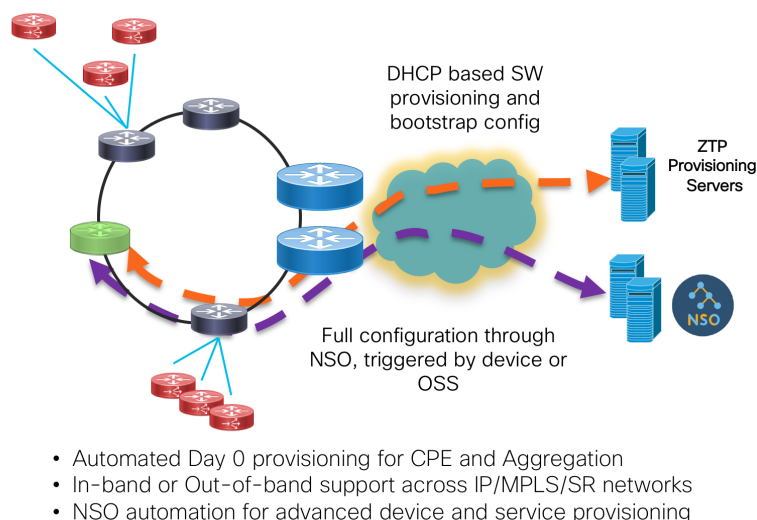 DHCP based SW
provisioning and
bootstrap config
ZTP
Provisioning
Servers
NSO
Full configuration through
NSO, triggered by device or
OSS
• Automated Day 0 provisioning for CPE and Aggregation
• In-band or Out-of-band support across IP/MPLS/SR networks
• NSO automation for advanced device and service provisioning